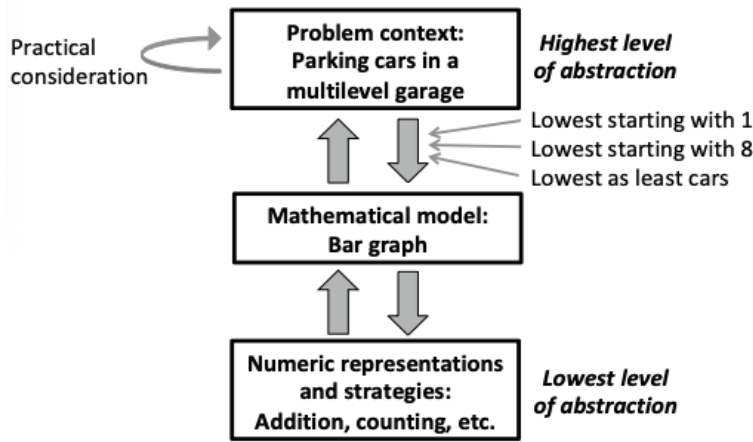 Practical
consideration
Problem context:
Parking cars in a
multilevel garage
Highest level
of abstraction
Lowest starting with 1
Lowest starting with 8
Lowest as least cars
Mathematical model:
Bar graph
Numeric representations
and strategies:
Addition, counting, etc.
Lowest level
of abstraction